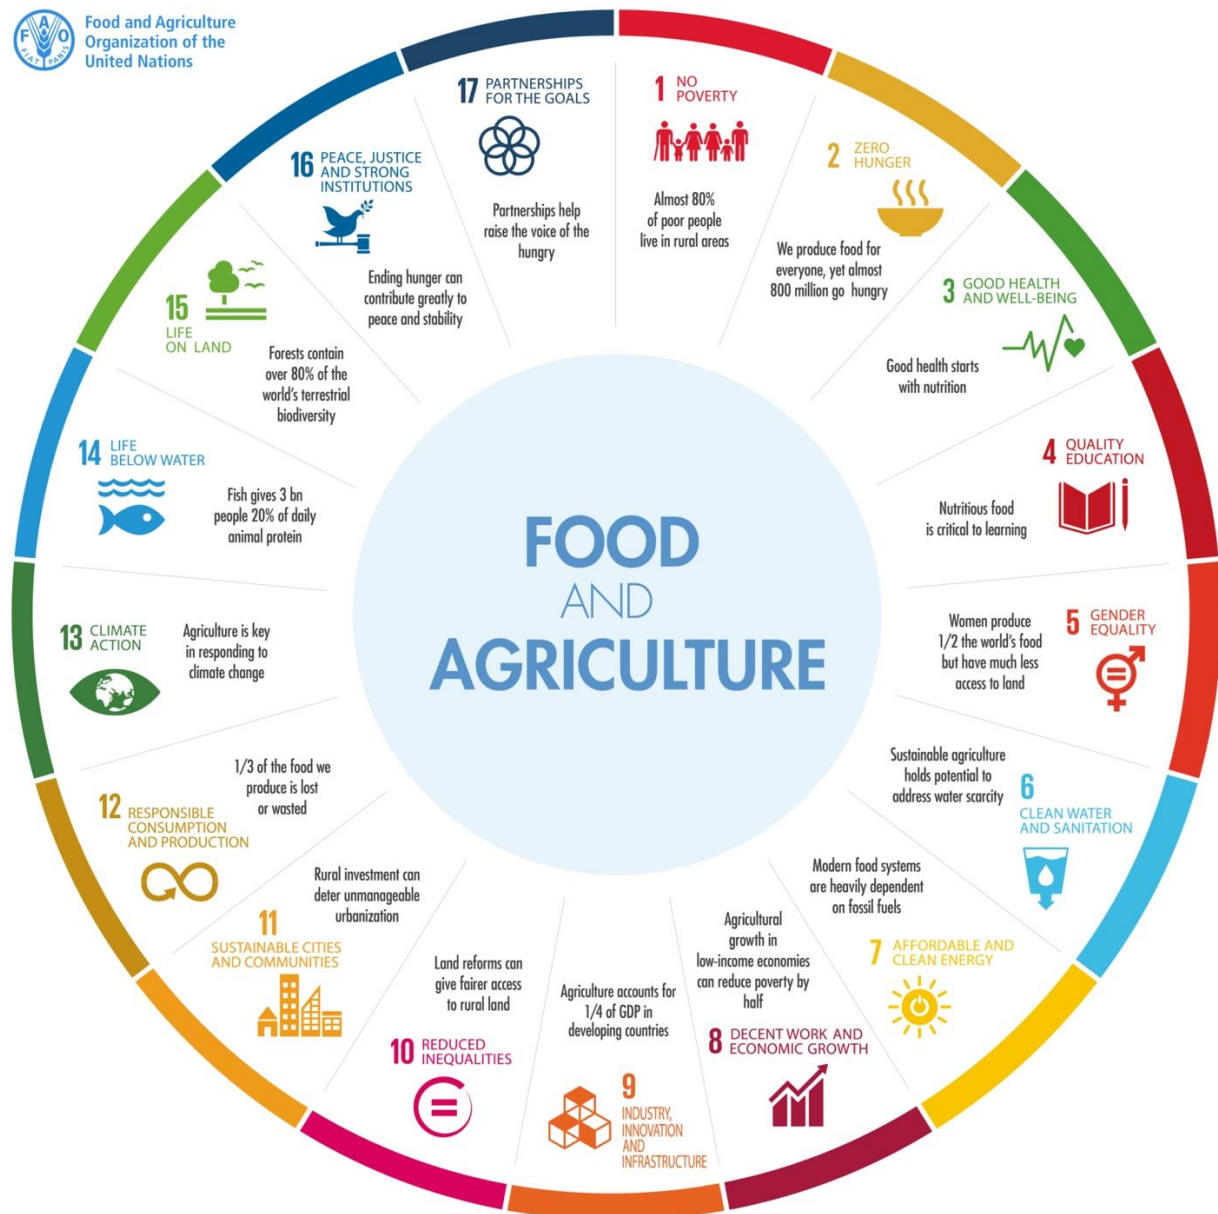 Food and Agriculture
Organization of the
United Nations
F A O
FIAT PANIS
1 NO
POVERTY
Almost 80%
of poor people
live in rural areas
2 ZERO
HUNGER
We produce food for
everyone, yet almost
800 million go hungry
3 GOOD HEALTH
AND WELL-BEING
Good health starts
with nutrition
4 QUALITY
EDUCATION
Nutritious food
is critical to learning
5 GENDER
EQUALITY
Women produce
1/2 the world's food
but have much less
access to land
6
CLEAN WATER
AND SANITATION
Sustainable agriculture
holds potential to
address water scarcity
7 AFFORDABLE AND
CLEAN ENERGY
Modern food systems
are heavily dependent
on fossil fuels
8 DECENT WORK AND
ECONOMIC GROWTH
Agricultural
growth in
low-income economies
can reduce poverty by
half
9
INDUSTRY,
INNOVATION
AND
INFRASTRUCTURE
Agriculture accounts for
1/4 of GDP in
developing countries
10 REDUCED
INEQUALITIES
Land reforms can
give fairer access
to rural land
11
SUSTAINABLE CITIES
AND COMMUNITIES
Rural investment can
deter unmanageable
urbanization
12 RESPONSIBLE
CONSUMPTION
AND PRODUCTION
1/3 of the food we
produce is lost
or wasted
13 CLIMATE
ACTION
Agriculture is key
in responding to
climate change
14 LIFE
BELOW WATER
Fish gives 3 bn
people 20% of daily
animal protein
15
LIFE
ON LAND
Forests contain
over 80% of the
world's terrestrial
biodiversity
16 PEACE, JUSTICE
AND STRONG
INSTITUTIONS
Ending hunger can
contribute greatly to
peace and stability
17 PARTNERSHIPS
FOR THE GOALS
Partnerships help
raise the voice of the
hungry
FOOD
AND
AGRICULTURE